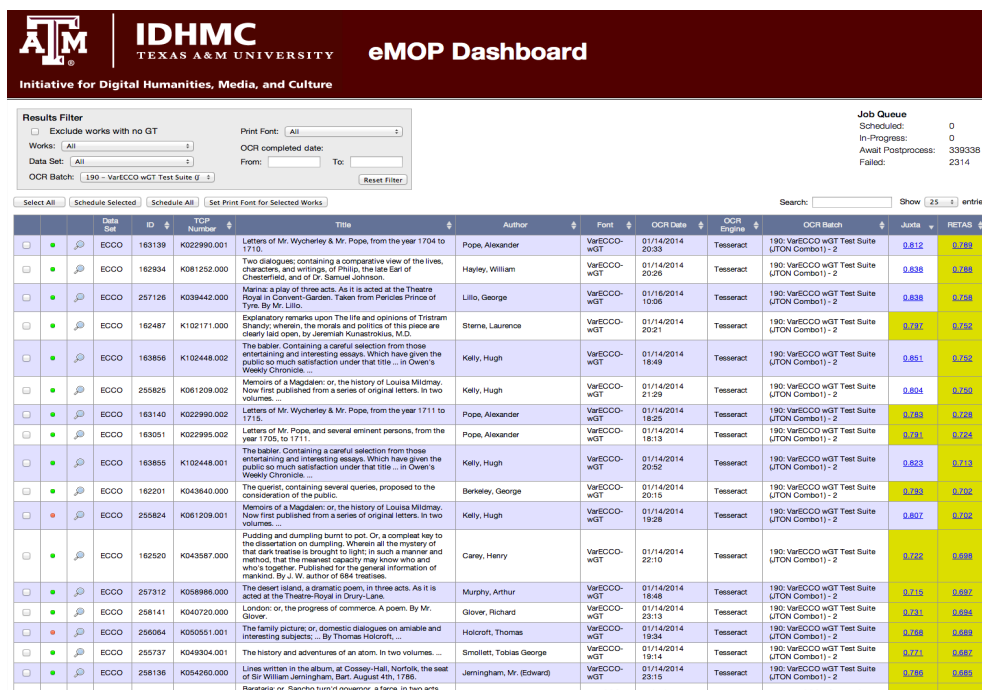 ĀM
IDHMC
TEXAS A&M UNIVERSITY
eMOP Dashboard
Initiative for Digital Humanities, Media, and Culture
Results Filter
Exclude works with no GT
Print Font: All
Works: All
OCR completed date:
Data Set: All
From: To:
OCR Batch: 190 – VarECCO wGT Test Suite (J
Reset Filter
Job Queue
Scheduled: 0
In-Progress: 0
Await Postprocess: 339338
Failed: 2314
Select All Schedule Selected Schedule All Set Print Font for Selected Works
Search: Show 25 entrie
Data Set ID TCP Number Title Author Font OCR Date OCR Engine OCR Batch Juxta RETAS
ECCO 163139 K022990.001 Letters of Mr. Wycherley & Mr. Pope, from the year 1704 to 1710. Pope, Alexander VarECCO-wGT 01/14/2014 20:33 Tesseract 190: VarECCO wGT Test Suite (JTON Combo1) - 2 0.812 0.789
ECCO 162934 K081252.000 Two dialogues; containing a comparative view of the lives, characters, and writings, of Philip, the late Earl of Chesterfield, and of Dr. Samuel Johnson. Hayley, William VarECCO-wGT 01/14/2014 20:26 Tesseract 190: VarECCO wGT Test Suite (JTON Combo1) - 2 0.836 0.788
ECCO 257126 K039442.000 Marina: a play of three acts. As it is acted at the Theatre Royal in Convent-Garden. Taken from Pericles Prince of Tyre. By Mr. Lillo. Lillo, George VarECCO-wGT 01/16/2014 10:06 Tesseract 190: VarECCO wGT Test Suite (JTON Combo1) - 2 0.838 0.758
ECCO 162487 K102171.000 Explanatory remarks upon The life and opinions of Tristram Shandy; wherein, the morals and politics of this piece are clearly laid open, by Jeremiah Kunastrokius, M.D. Sterne, Laurence VarECCO-wGT 01/14/2014 20:21 Tesseract 190: VarECCO wGT Test Suite (JTON Combo1) - 2 0.797 0.752
ECCO 163856 K102448.002 The babler. Containing a careful selection from those entertaining and interesting essays. Which have given the public so much satisfaction under that title ... in Owen's Weekly Chronicle. ... Kelly, Hugh VarECCO-wGT 01/14/2014 18:49 Tesseract 190: VarECCO wGT Test Suite (JTON Combo1) - 2 0.851 0.752
ECCO 255825 K061209.002 Memoirs of a Magdalen: or, the history of Louisa Mildmay. Now first published from a series of original letters. In two volumes. ... Kelly, Hugh VarECCO-wGT 01/14/2014 21:29 Tesseract 190: VarECCO wGT Test Suite (JTON Combo1) - 2 0.804 0.750
ECCO 163140 K022990.002 Letters of Mr. Wycherley & Mr. Pope, from the year 1711 to 1715. Pope, Alexander VarECCO-wGT 01/14/2014 18:25 Tesseract 190: VarECCO wGT Test Suite (JTON Combo1) - 2 0.783 0.728
ECCO 163051 K022995.002 Letters of Mr. Pope, and several eminent persons, from the year 1705, to 1711. Pope, Alexander VarECCO-wGT 01/14/2014 18:13 Tesseract 190: VarECCO wGT Test Suite (JTON Combo1) - 2 0.791 0.724
ECCO 163855 K102448.001 The babler. Containing a careful selection from those entertaining and interesting essays. Which have given the public so much satisfaction under that title ... in Owen's Weekly Chronicle. ... Kelly, Hugh VarECCO-wGT 01/14/2014 20:52 Tesseract 190: VarECCO wGT Test Suite (JTON Combo1) - 2 0.823 0.713
ECCO 162201 K043640.000 The querist, containing several queries, proposed to the consideration of the public. Berkeley, George VarECCO-wGT 01/14/2014 20:15 Tesseract 190: VarECCO wGT Test Suite (JTON Combo1) - 2 0.793 0.702
ECCO 255824 K061209.001 Memoirs of a Magdalen: or, the history of Louisa Mildmay. Now first published from a series of original letters. In two volumes. ... Kelly, Hugh VarECCO-wGT 01/14/2014 19:28 Tesseract 190: VarECCO wGT Test Suite (JTON Combo1) - 2 0.807 0.702
ECCO 162520 K043587.000 Pudding and dumpling burnt to pot. Or, a compleat key to the dissertation on dumpling. Wherein all the mystery of that dark treatise is brought to light; in such a manner and method, that the meanest capacity may know who and who's together. Published for the general information of mankind. By J. W. author of 684 treatises. Carey, Henry VarECCO-wGT 01/14/2014 22:10 Tesseract 190: VarECCO wGT Test Suite (JTON Combo1) - 2 0.722 0.698
ECCO 257312 K058986.000 The desert island, a dramatic poem, in three acts. As it is acted at the Theatre-Royal in Drury-Lane. Murphy, Arthur VarECCO-wGT 01/14/2014 18:48 Tesseract 190: VarECCO wGT Test Suite (JTON Combo1) - 2 0.715 0.697
ECCO 258141 K040720.000 London: or, the progress of commerce. A poem. By Mr. Glover. Glover, Richard VarECCO-wGT 01/14/2014 23:13 Tesseract 190: VarECCO wGT Test Suite (JTON Combo1) - 2 0.731 0.694
ECCO 256064 K050551.001 The family picture; or, domestic dialogues on amiable and interesting subjects; ... By Thomas Holcroft, ... Holcroft, Thomas VarECCO-wGT 01/14/2014 19:34 Tesseract 190: VarECCO wGT Test Suite (JTON Combo1) - 2 0.758 0.689
ECCO 255737 K049304.001 The history and adventures of an atom. In two volumes. ... Smollett, Tobias George VarECCO-wGT 01/14/2014 19:14 Tesseract 190: VarECCO wGT Test Suite (JTON Combo1) - 2 0.771 0.687
ECCO 258136 K054260.000 Lines written in the album, at Cossey-Hall, Norfolk, the seat of Sir William Jerningham, Bart. August 4th, 1786. Jerningham, Mr. (Edward) VarECCO-wGT 01/14/2014 23:15 Tesseract 190: VarECCO wGT Test Suite (JTON Combo1) - 2 0.786 0.685
Barataria: or, Sancho turn'd governor, a farce, in two acts